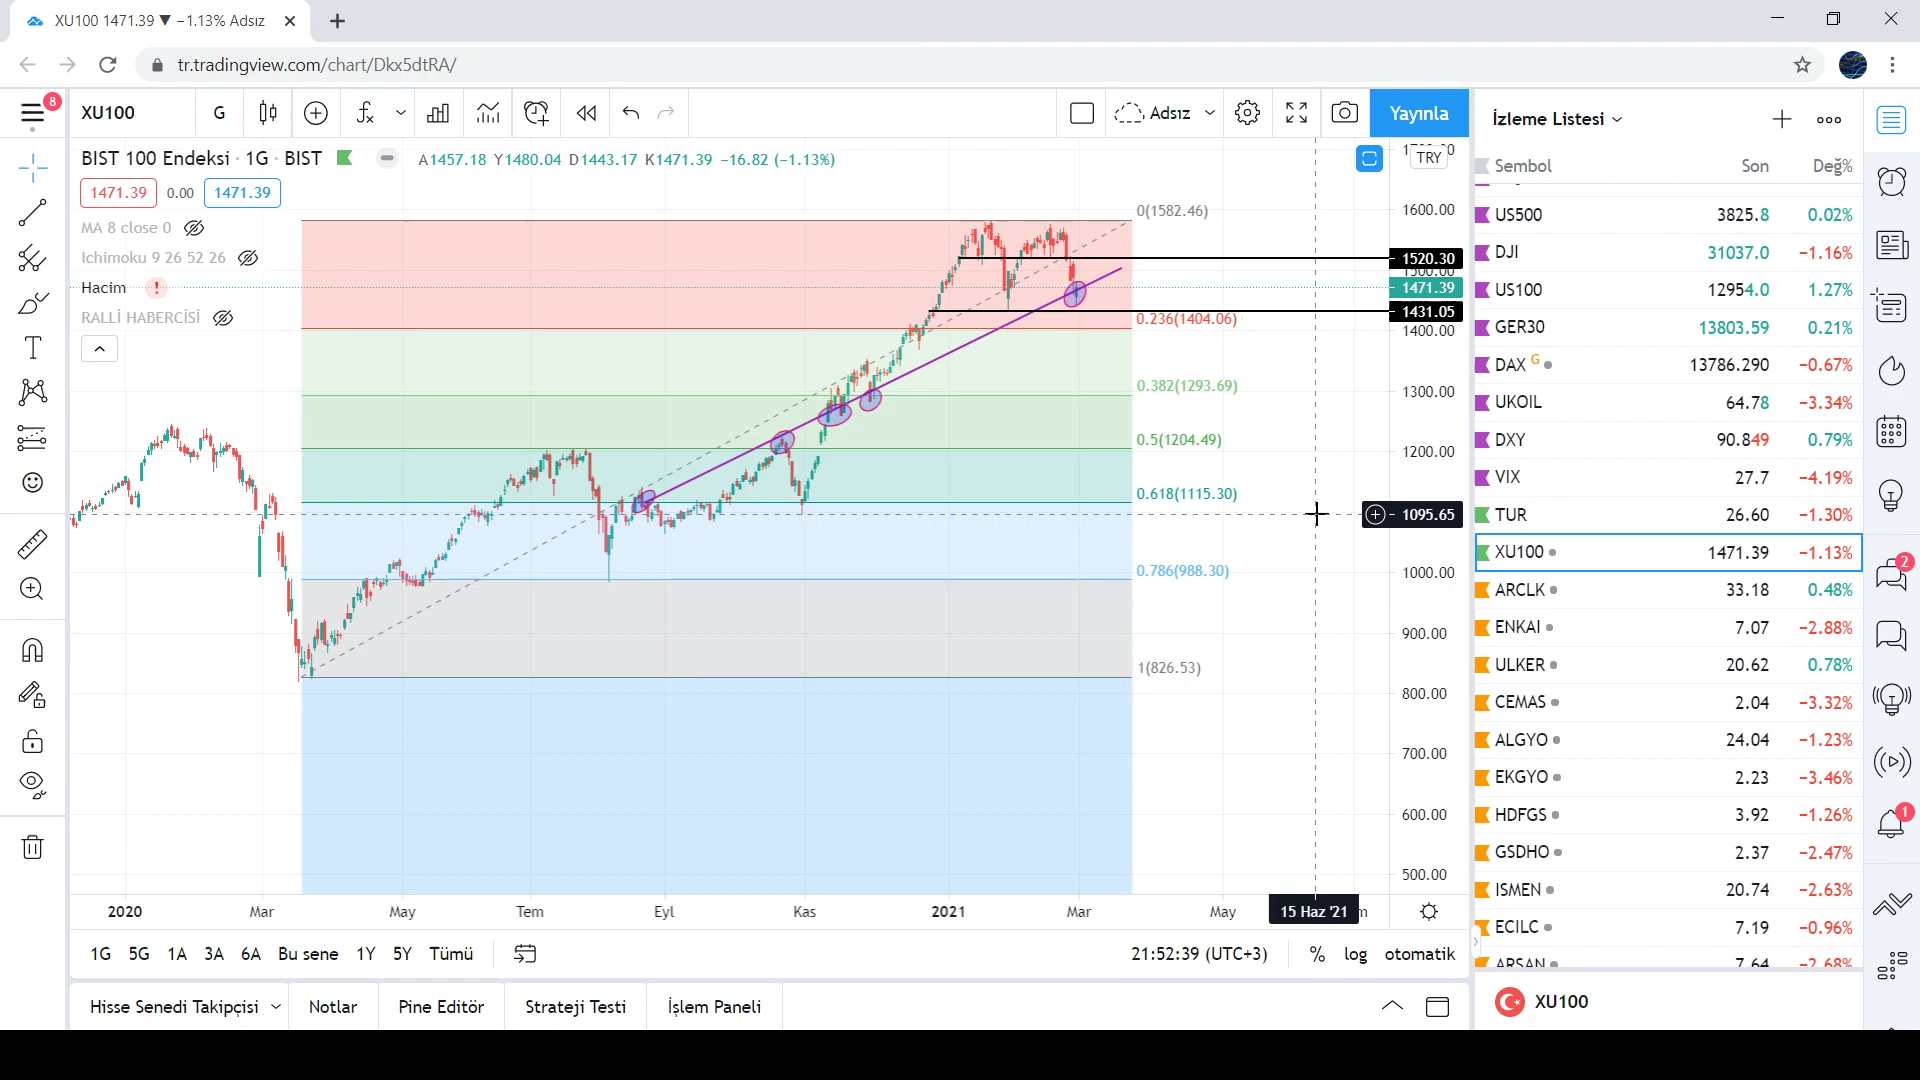 XU100 1471.39 ▼ −1.13% Adsız
tr.tradingview.com/chart/Dkx5dtRA/
8
XU100
G
Adsız
Yayınla
BIST 100 Endeksi · 1G · BIST
A1457.18 Y1480.04 D1443.17 K1471.39 −16.82 (−1.13%)
TRY
1471.39
0.00
1471.39
MA 8 close 0
Ichimoku 9 26 52 26
Hacim
!
RALLİ HABERCİSİ
0(1582.46)
0.236(1404.06)
0.382(1293.69)
0.5(1204.49)
0.618(1115.30)
0.786(988.30)
1(826.53)
1600.00
1520.30
1500.00
1471.39
1431.05
1400.00
1300.00
1200.00
1095.65
1000.00
900.00
800.00
700.00
600.00
500.00
2020
Mar
May
Tem
Eyl
Kas
2021
Mar
May
15 Haz '21
1G
5G
1A
3A
6A
Bu sene
1Y
5Y
Tümü
21:52:39 (UTC+3)
%
log
otomatik
Hisse Senedi Takipçisi
Notlar
Pine Editör
Strateji Testi
İşlem Paneli
İzleme Listesi
Sembol Son Değ%
US500 3825.8 0.02%
DJI 31037.0 −1.16%
US100 12954.0 1.27%
GER30 13803.59 0.21%
DAX G 13786.290 −0.67%
UKOIL 64.78 −3.34%
DXY 90.849 0.79%
VIX 27.7 −4.19%
TUR 26.60 −1.30%
XU100 1471.39 −1.13%
ARCLK 33.18 0.48%
ENKAI 7.07 −2.88%
ULKER 20.62 0.78%
CEMAS 2.04 −3.32%
ALGYO 24.04 −1.23%
EKGYO 2.23 −3.46%
HDFGS 3.92 −1.26%
GSDHO 2.37 −2.47%
ISMEN 20.74 −2.63%
ECILC 7.19 −0.96%
ARSAN 7.64 −2.68%
XU100
2
1